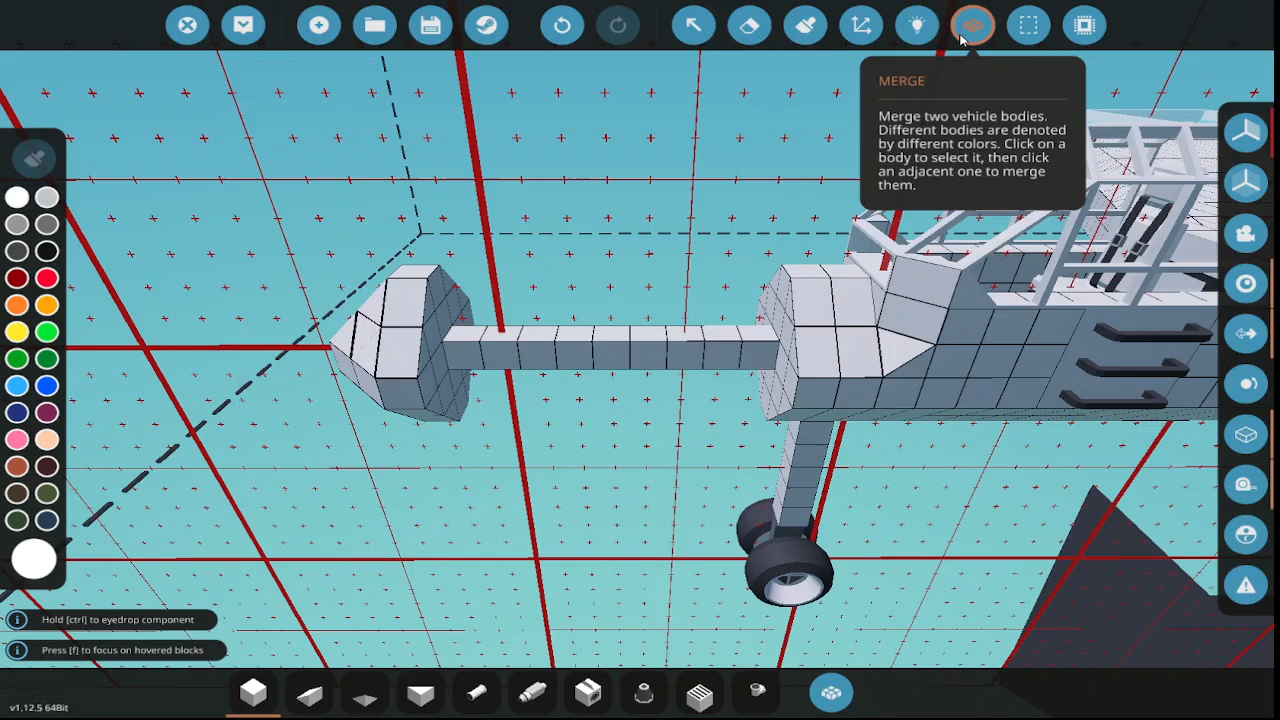 MERGE
Merge two vehicle bodies.
Different bodies are denoted
by different colors. Click on a
body to select it, then click
an adjacent one to merge
them.
Hold [ctrl] to eyedrop component
Press [f] to focus on hovered blocks
v1.12.5 64Bit